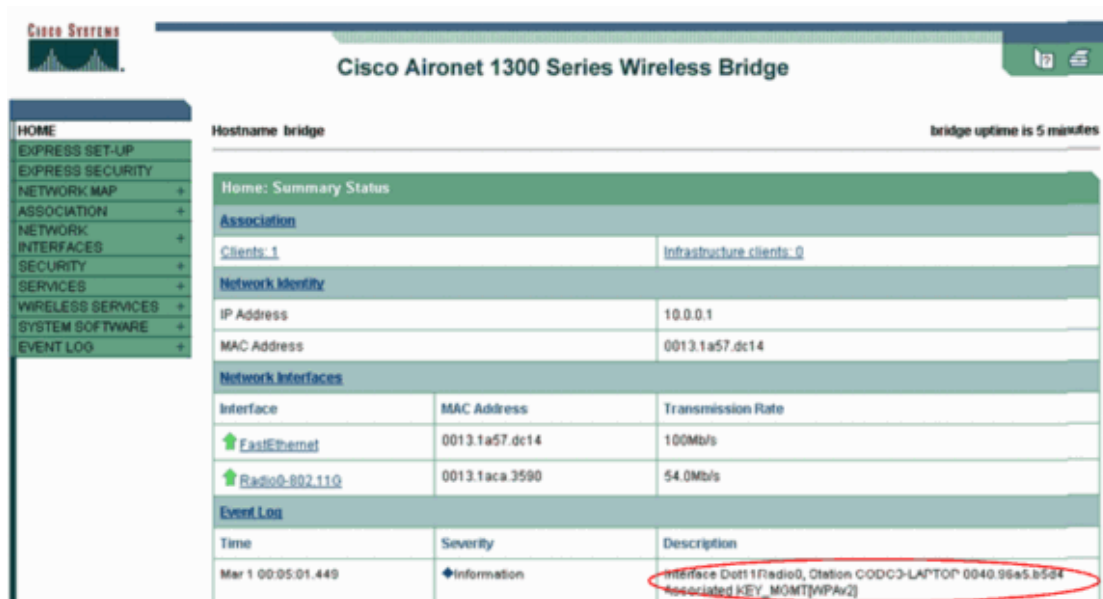 CISCO SYSTEMS
Cisco Aironet 1300 Series Wireless Bridge
HOME
EXPRESS SET-UP
EXPRESS SECURITY
NETWORK MAP +
ASSOCIATION +
NETWORK
INTERFACES +
SECURITY +
SERVICES +
WIRELESS SERVICES +
SYSTEM SOFTWARE +
EVENT LOG +
Hostname bridge
bridge uptime is 5 minutes
Home: Summary Status
Association
Clients: 1
Infrastructure clients: 0
Network Identity
IP Address 10.0.0.1
MAC Address 0013.1a57.dc14
Network Interfaces
Interface MAC Address Transmission Rate
FastEthernet 0013.1a57.dc14 100Mb/s
Radio0-802.11G 0013.1aca.3590 54.0Mb/s
Event Log
Time Severity Description
Mar 1 00:05:01.449 Information Interface Dot11Radio0, Station CODC3-LAPTOP 0040.96a5.b5d4
Associated KEY_MGMT[WPAv2]